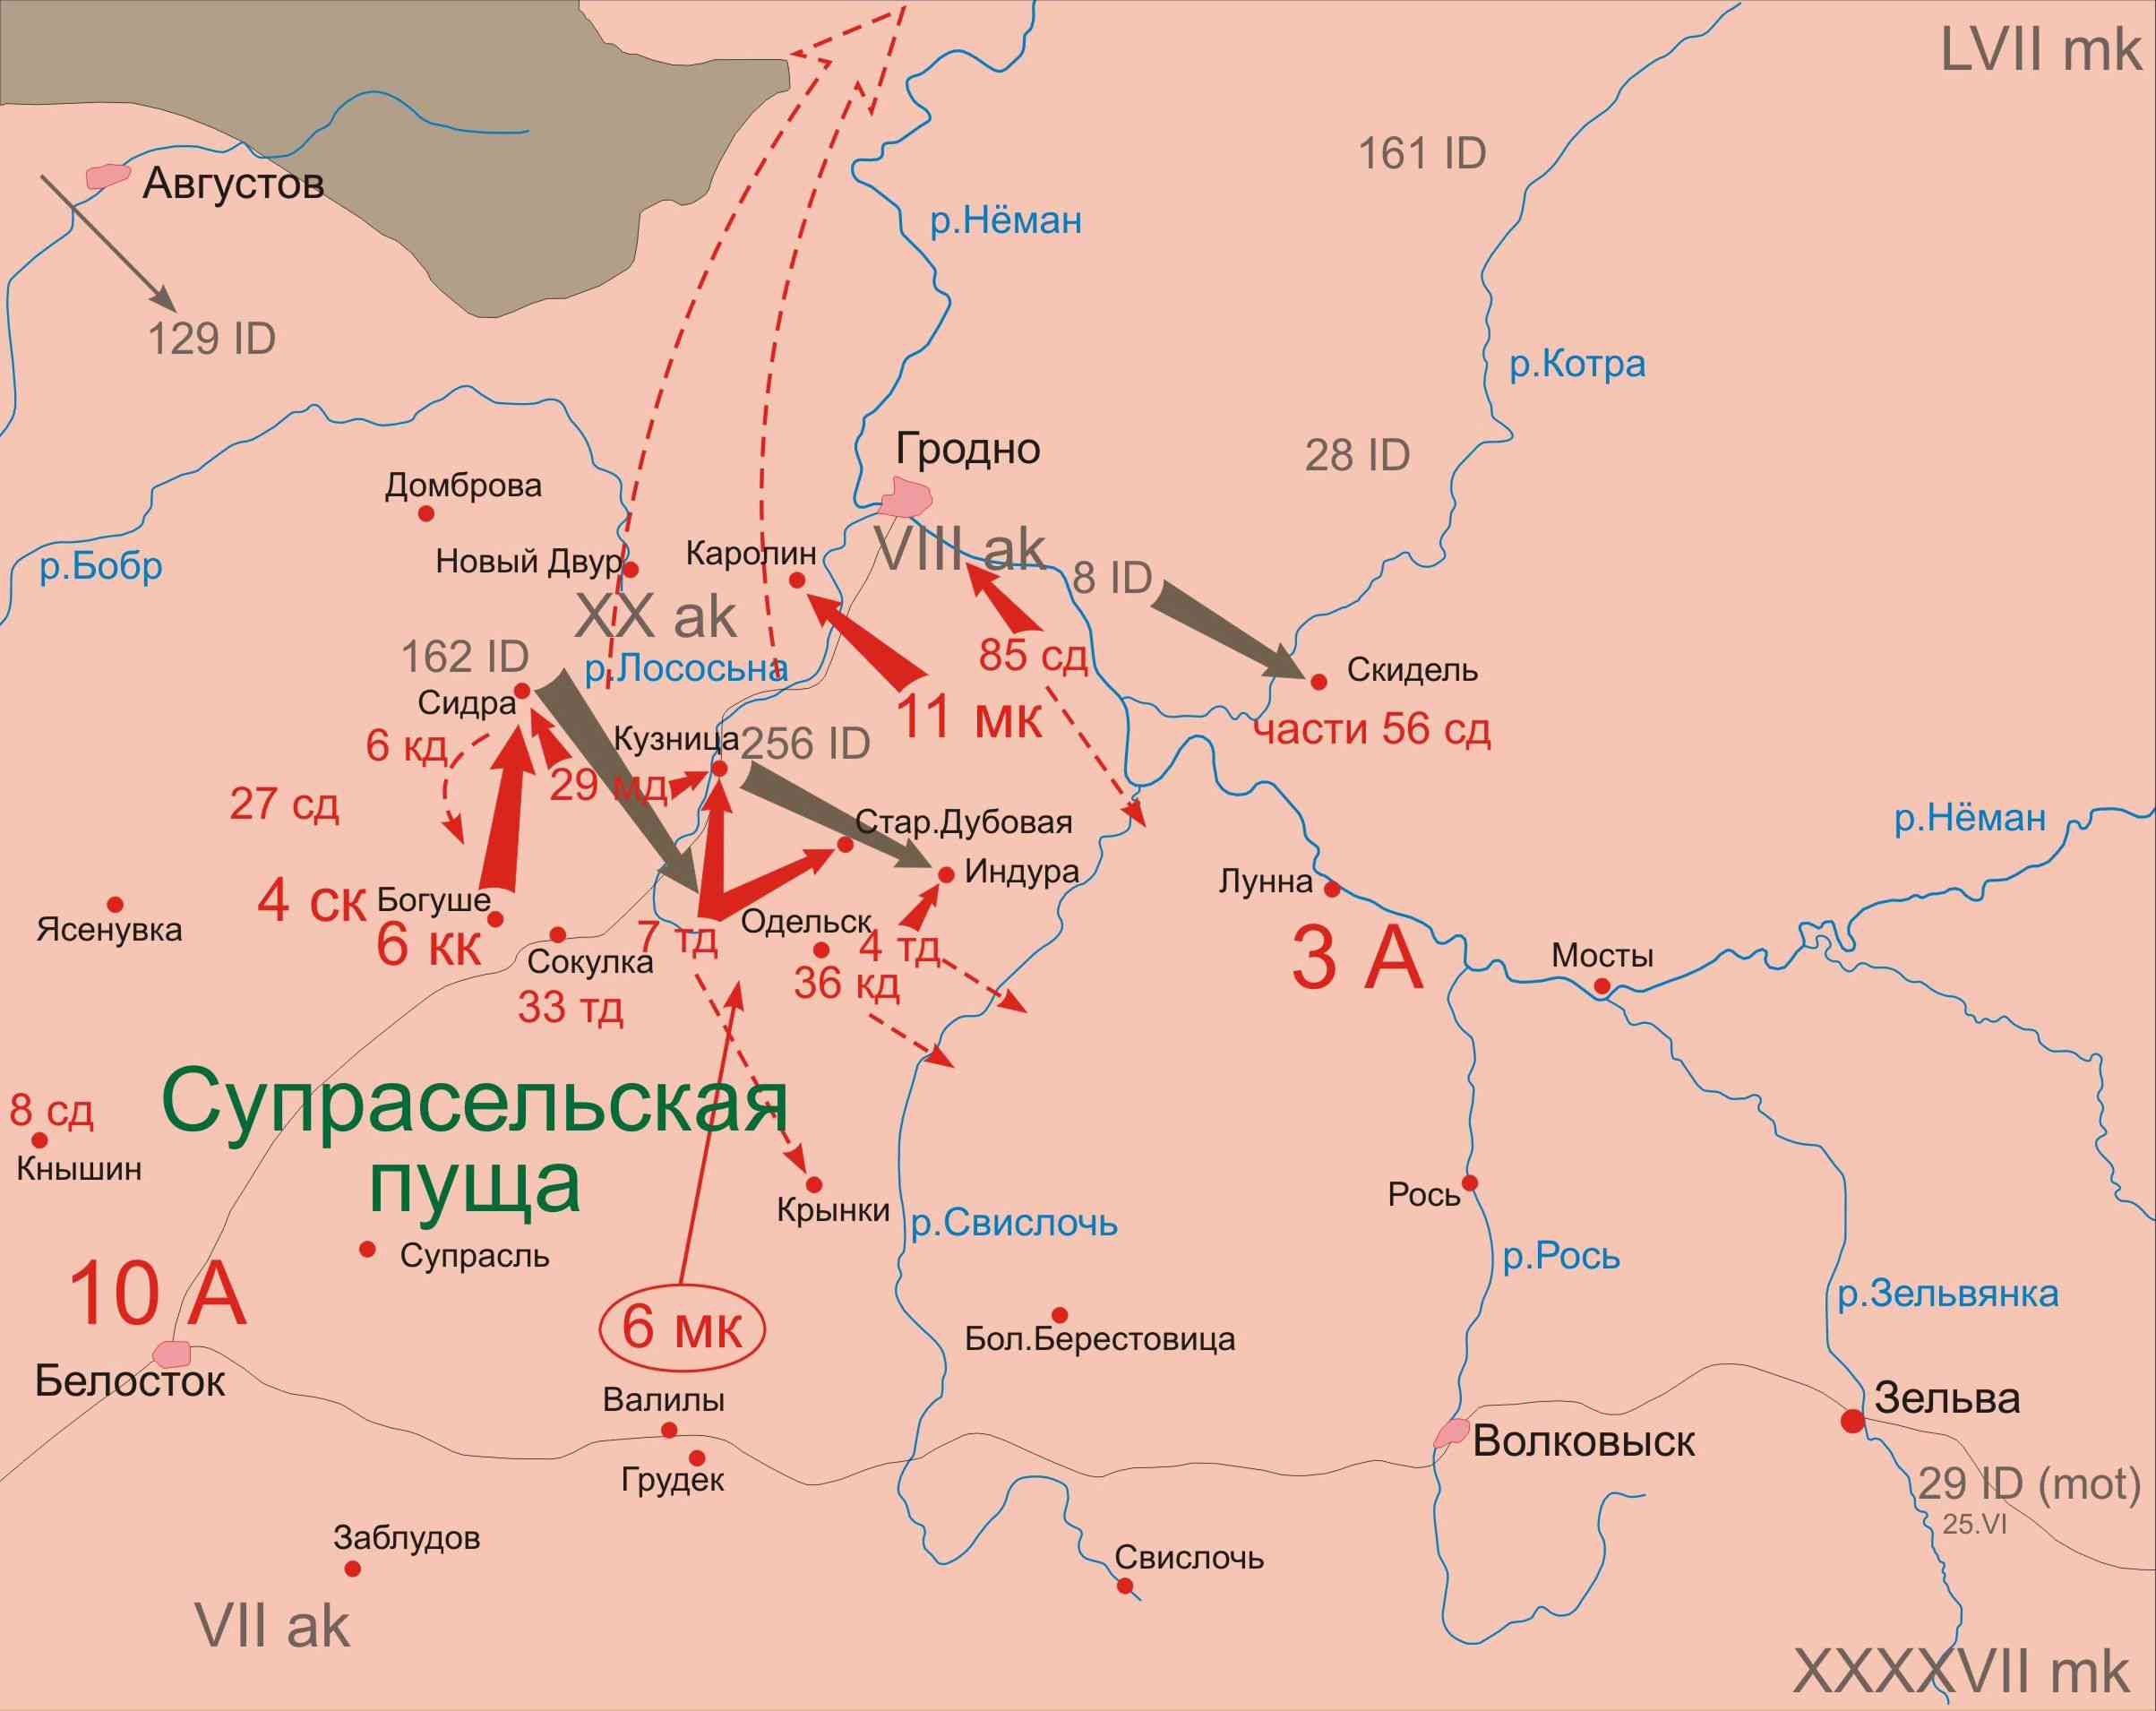 LVII mk
161 ID
Августов
р.Нёман
129 ID
р.Котра
Гродно
28 ID
Домброва
VIII ak
Новый Двур
Каролин
р.Бобр
8 ID
XX ak
162 ID
85 сд
р.Лососьна
Скидель
Сидра
11 мк
части 56 сд
6 кд
Кузница
256 ID
29 мд
27 сд
Стар.Дубовая
р.Нёман
Индура
Лунна
4 ск
Богуше
Ясенувка
Одельск
7 тд
4 тд
6 кк
Сокулка
3 А
Мосты
36 кд
33 тд
Супрасельская
пуща
8 сд
Кнышин
Рось
Крынки
р.Свислочь
Супрасль
р.Рось
10 А
р.Зельвянка
6 мк
Бол.Берестовица
Белосток
Валилы
Зельва
Волковыск
Грудек
29 ID (mot)
25.VI
Заблудов
Свислочь
VII ak
XXXXVII mk